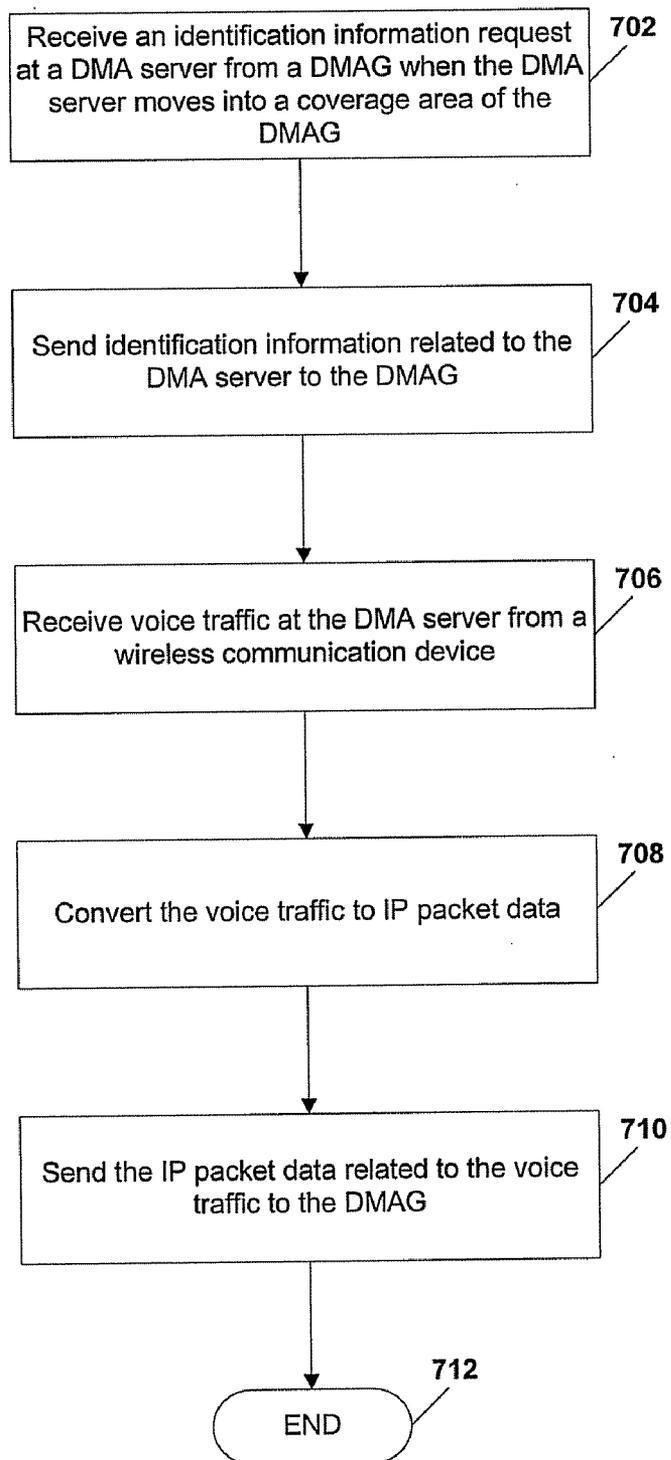 Receive an identification information request
at a DMA server from a DMAG when the DMA
server moves into a coverage area of the
DMAG
702
Send identification information related to the
DMA server to the DMAG
704
Receive voice traffic at the DMA server from a
wireless communication device
706
Convert the voice traffic to IP packet data
708
Send the IP packet data related to the voice
traffic to the DMAG
710
END
712